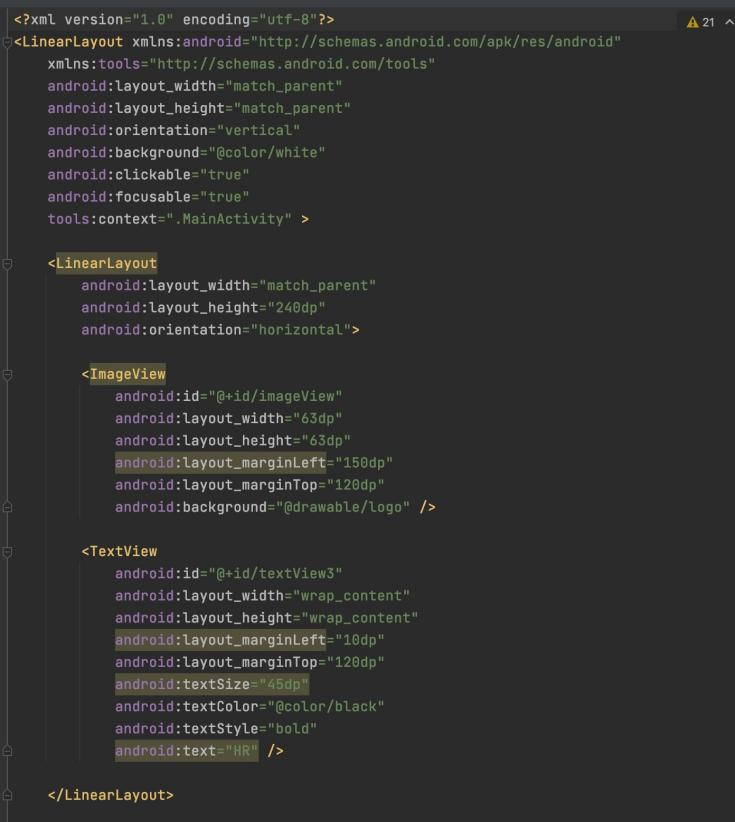 <?xml version="1.0" encoding="utf-8"?>
21
<LinearLayout xmlns:android="http://schemas.android.com/apk/res/android"
    xmlns:tools="http://schemas.android.com/tools"
    android:layout_width="match_parent"
    android:layout_height="match_parent"
    android:orientation="vertical"
    android:background="@color/white"
    android:clickable="true"
    android:focusable="true"
    tools:context=".MainActivity" >
    <LinearLayout
        android:layout_width="match_parent"
        android:layout_height="240dp"
        android:orientation="horizontal">
        <ImageView
            android:id="@+id/imageView"
            android:layout_width="63dp"
            android:layout_height="63dp"
            android:layout_marginLeft="150dp"
            android:layout_marginTop="120dp"
            android:background="@drawable/logo" />
        <TextView
            android:id="@+id/textView3"
            android:layout_width="wrap_content"
            android:layout_height="wrap_content"
            android:layout_marginLeft="10dp"
            android:layout_marginTop="120dp"
            android:textSize="45dp"
            android:textColor="@color/black"
            android:textStyle="bold"
            android:text="HR" />
    </LinearLayout>